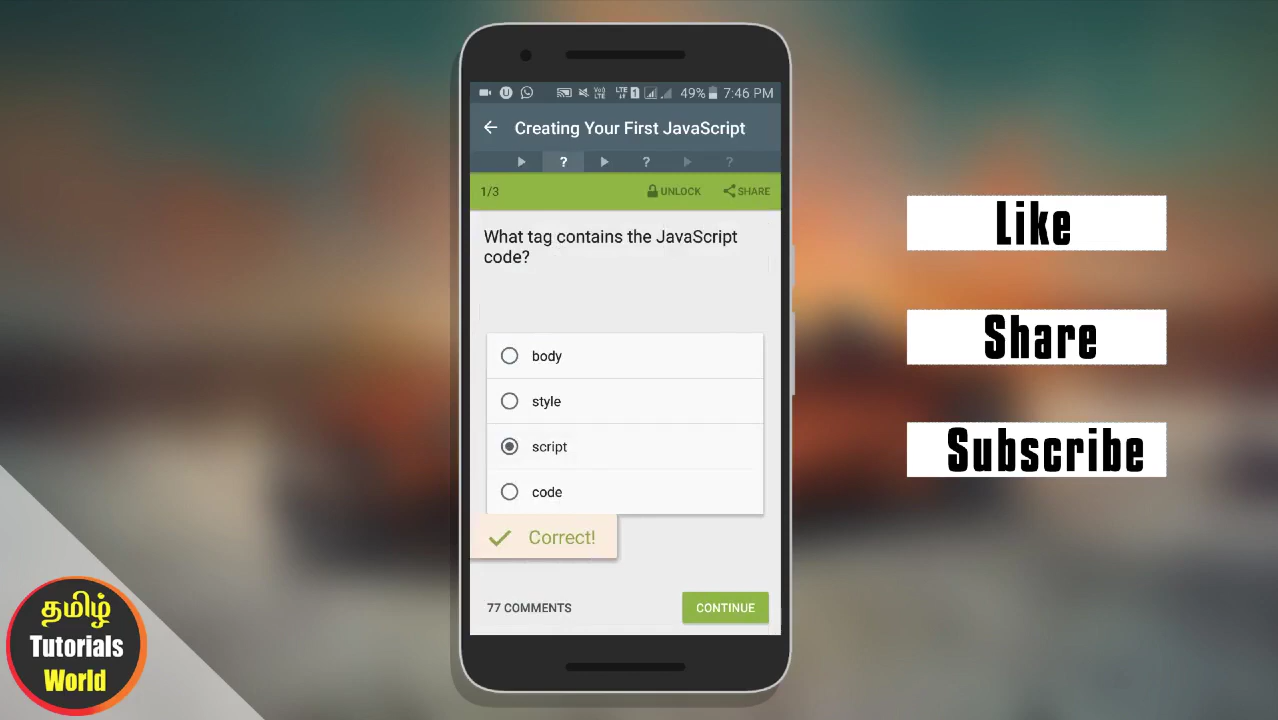 49% 7:46 PM
Creating Your First JavaScript
? ? ?
1/3 UNLOCK SHARE
What tag contains the JavaScript
code?
body
style
script
code
Correct!
77 COMMENTS CONTINUE
Like
Share
Subscribe
தமிழ்
Tutorials
World